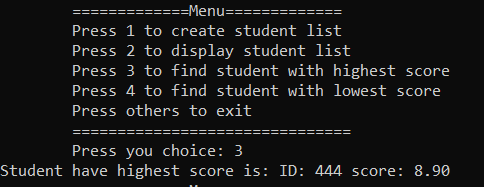 =============Menu=============
Press 1 to create student list
Press 2 to display student list
Press 3 to find student with highest score
Press 4 to find student with lowest score
Press others to exit
===============================
Press you choice: 3
Student have highest score is: ID: 444 score: 8.90